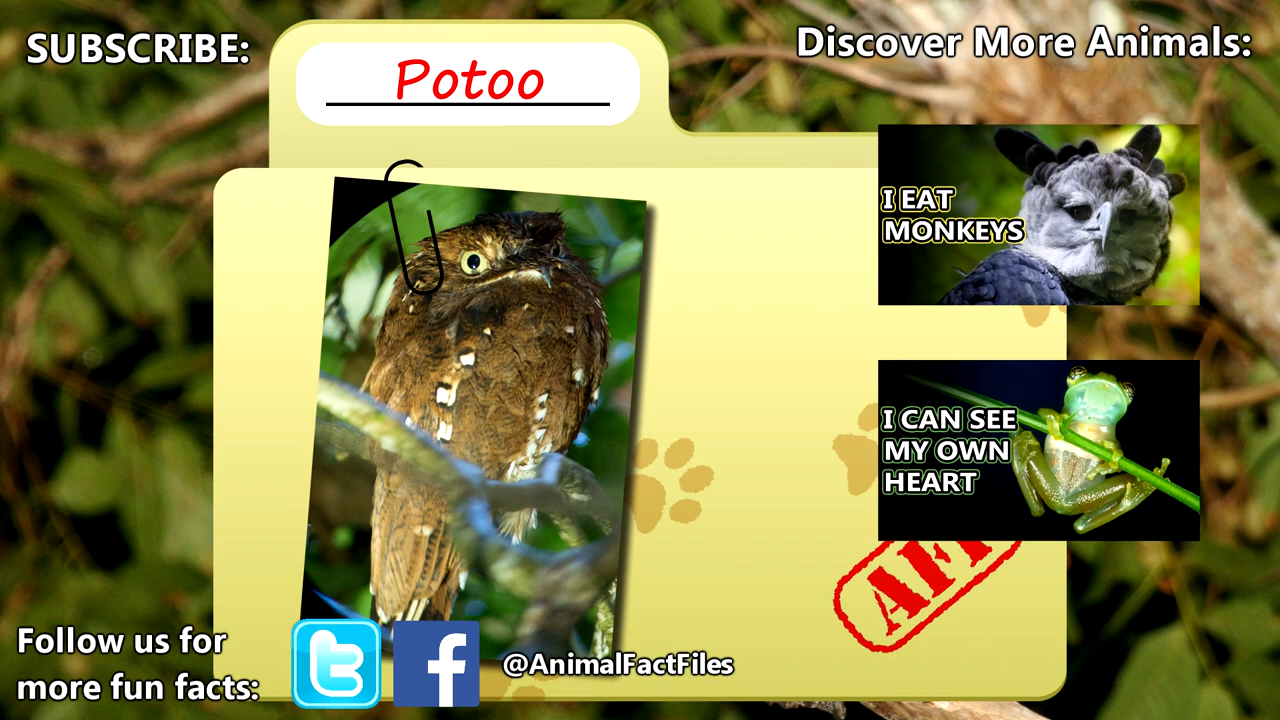 SUBSCRIBE:
Potoo
Discover More Animals:
I EAT
MONKEYS
I CAN SEE
MY OWN
HEART
Follow us for
more fun facts:
@AnimalFactFiles